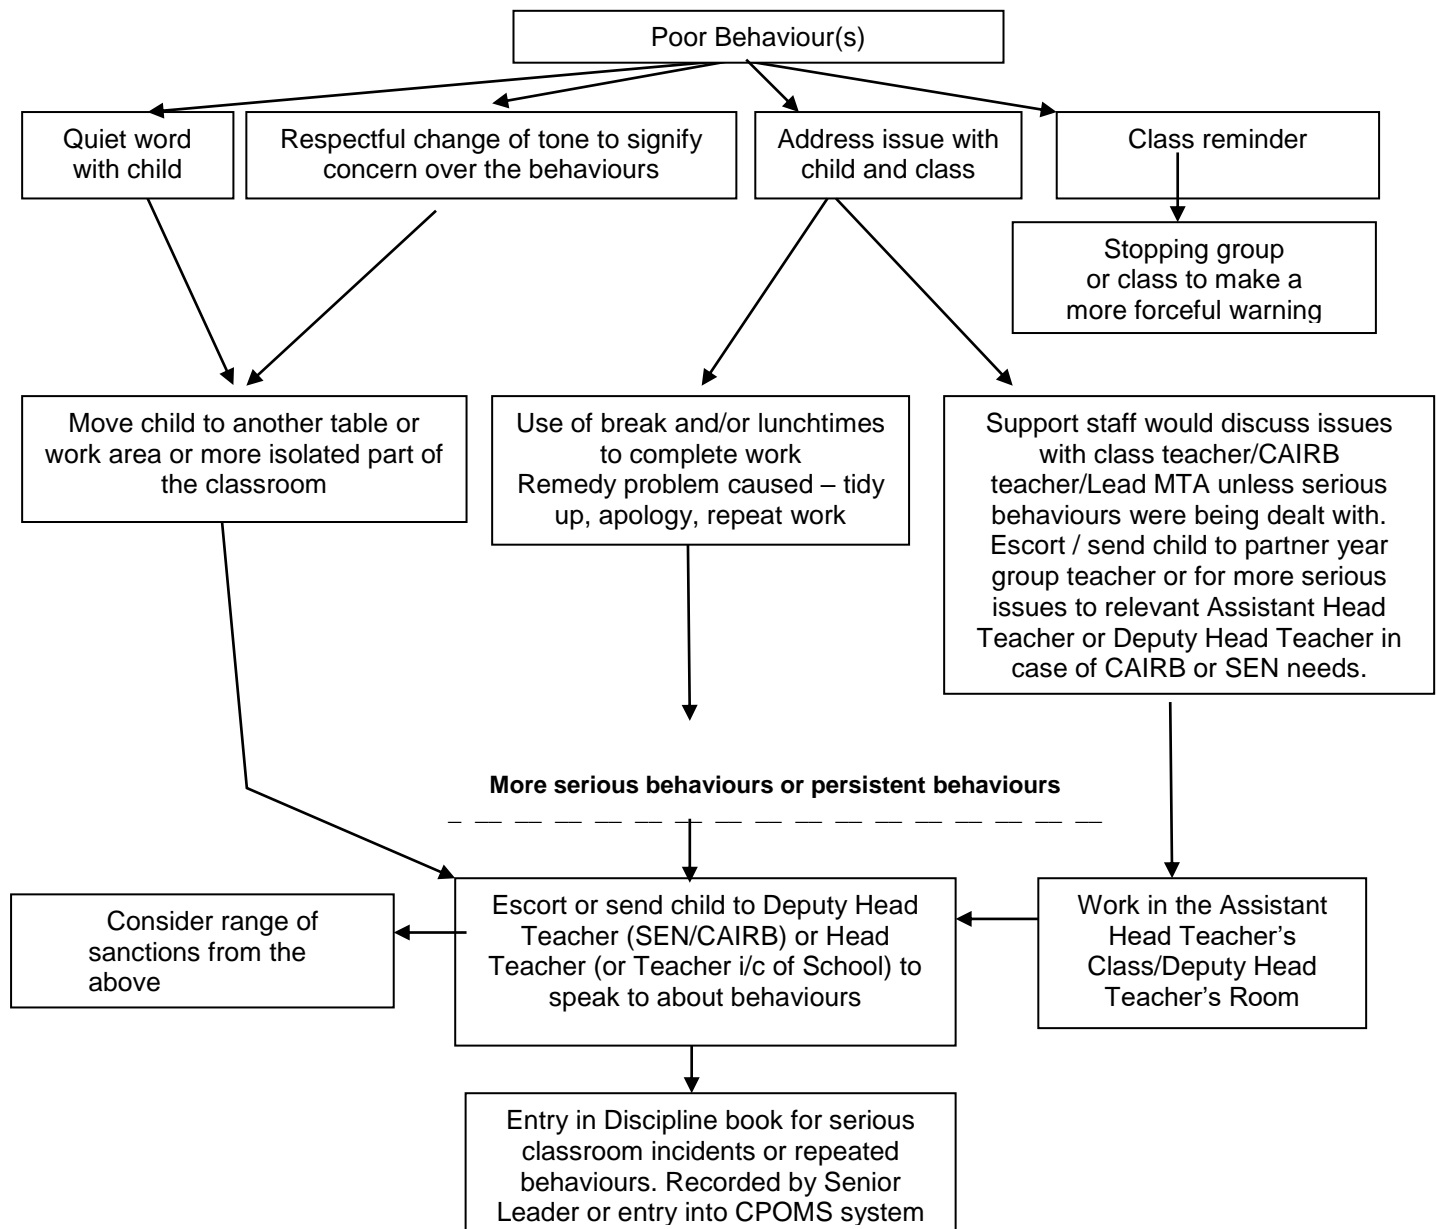 Poor Behaviour(s)
Quiet word
with child
Respectful change of tone to signify
concern over the behaviours
Address issue with
child and class
Class reminder
Stopping group
or class to make a
more forceful warning
Move child to another table or
work area or more isolated part of
the classroom
Use of break and/or lunchtimes
to complete work
Remedy problem caused – tidy
up, apology, repeat work
Support staff would discuss issues
with class teacher/CAIRB
teacher/Lead MTA unless serious
behaviours were being dealt with.
Escort / send child to partner year
group teacher or for more serious
issues to relevant Assistant Head
Teacher or Deputy Head Teacher in
case of CAIRB or SEN needs.
More serious behaviours or persistent behaviours
Consider range of
sanctions from the
above
Escort or send child to Deputy Head
Teacher (SEN/CAIRB) or Head
Teacher (or Teacher i/c of School) to
speak to about behaviours
Work in the Assistant
Head Teacher’s
Class/Deputy Head
Teacher’s Room
Entry in Discipline book for serious
classroom incidents or repeated
behaviours. Recorded by Senior
Leader or entry into CPOMS system